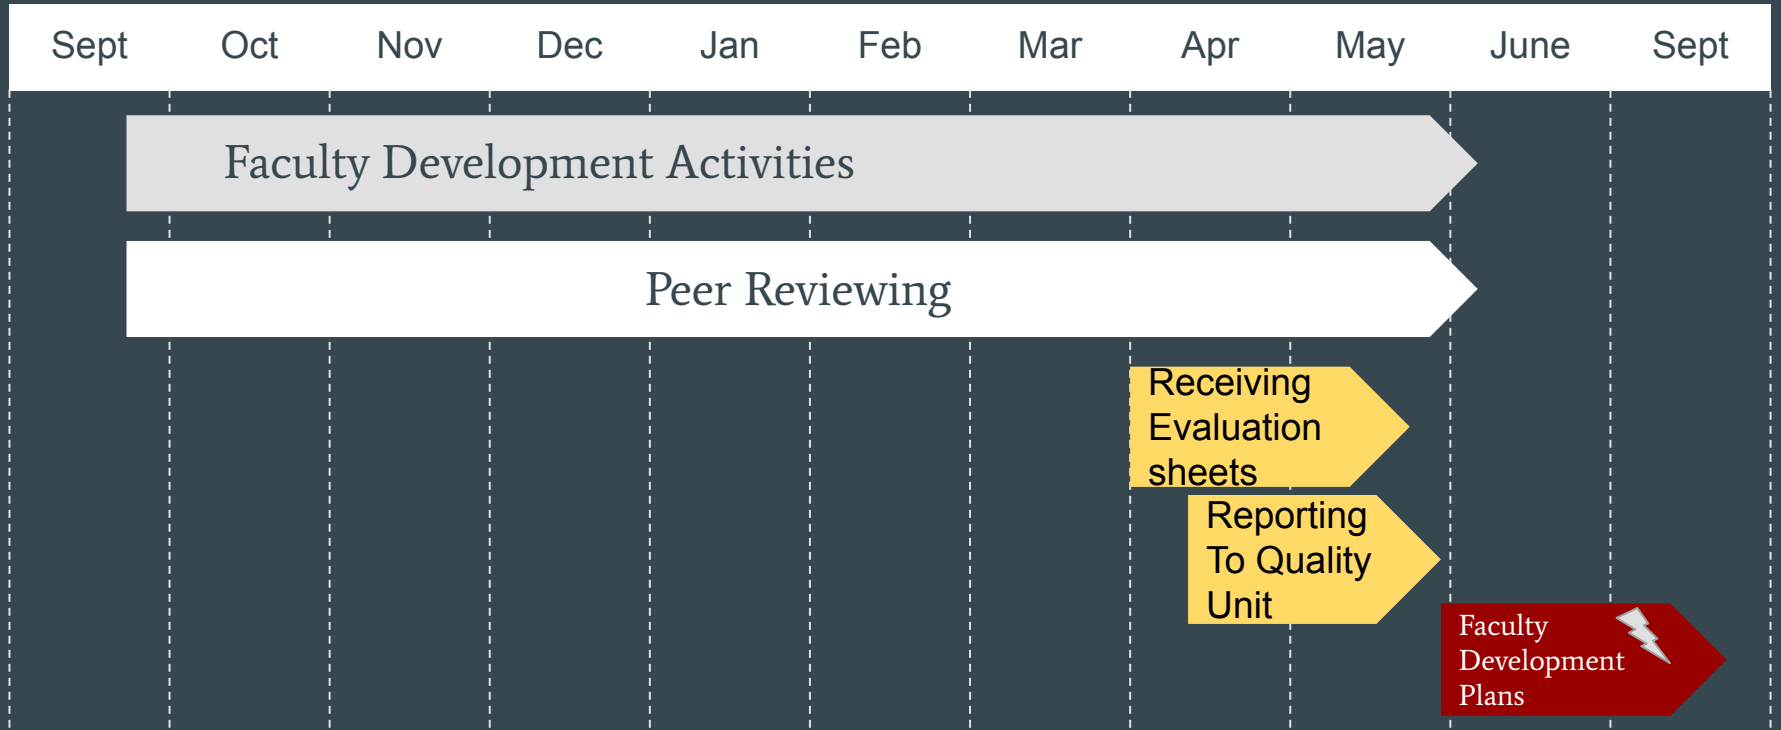 Sept Oct Nov Dec Jan Feb Mar Apr May June Sept
Faculty Development Activities
Peer Reviewing
Receiving
Evaluation
sheets
Reporting
To Quality
Unit
Faculty
Development
Plans